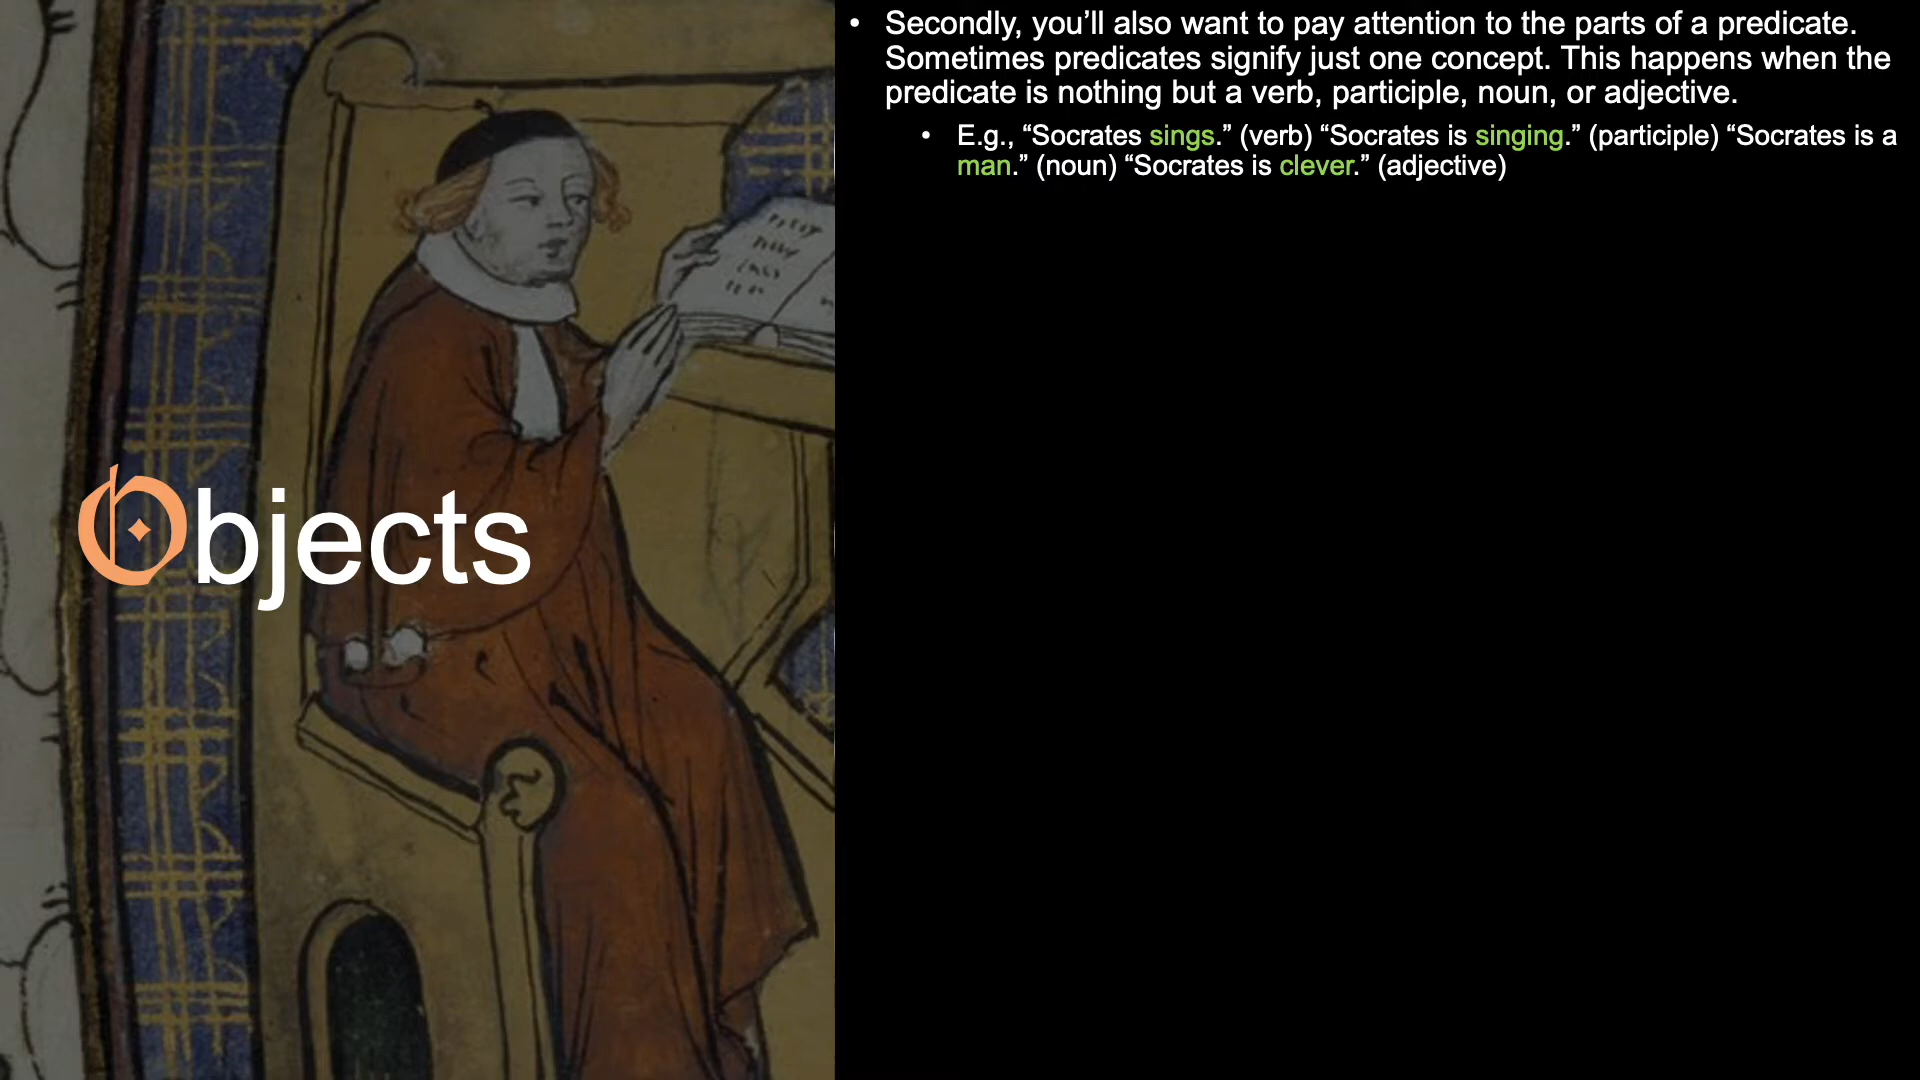 Objects
• Secondly, you’ll also want to pay attention to the parts of a predicate.
Sometimes predicates signify just one concept. This happens when the
predicate is nothing but a verb, participle, noun, or adjective.
• E.g., “Socrates sings.” (verb) “Socrates is singing.” (participle) “Socrates is a
man.” (noun) “Socrates is clever.” (adjective)